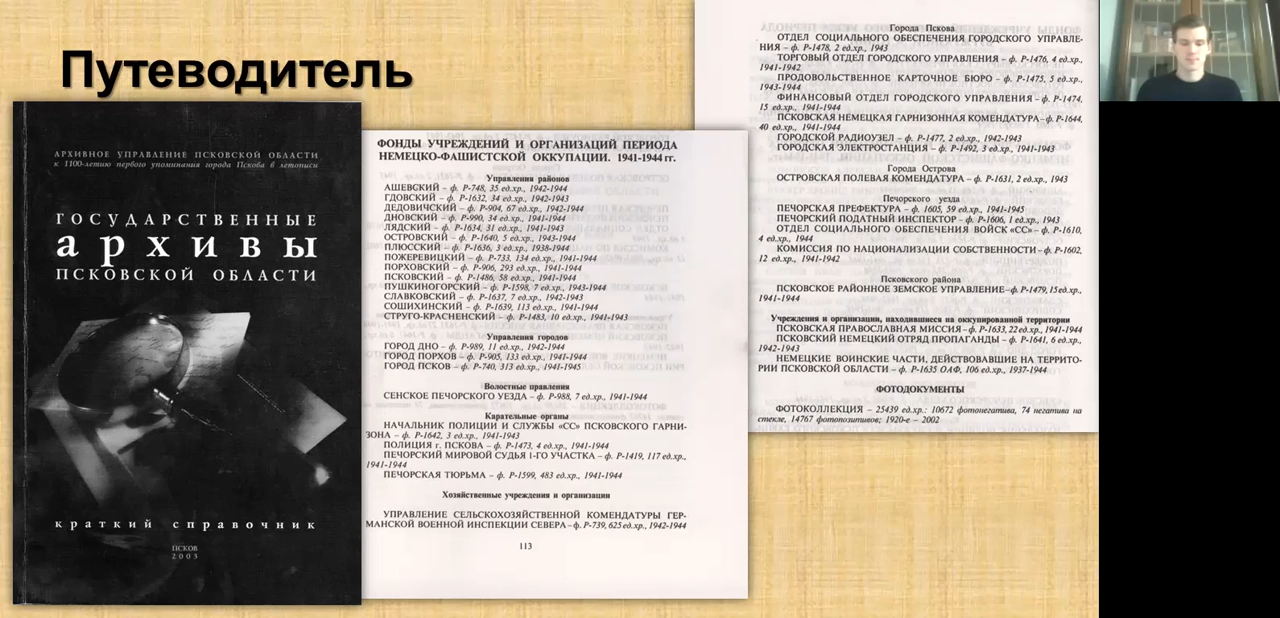 Путеводитель
АРХИВНОЕ УПРАВЛЕНИЕ ПСКОВСКОЙ ОБЛАСТИ
к 1100-летию первого упоминания города Пскова в летописи
ГОСУДАРСТВЕННЫЕ
архивы
ПСКОВСКОЙ ОБЛАСТИ
краткий справочник
ПСКОВ
2003
ФОНДЫ УЧРЕЖДЕНИЙ И ОРГАНИЗАЦИЙ ПЕРИОДА
НЕМЕЦКО-ФАШИСТСКОЙ ОККУПАЦИИ. 1941-1944 гг.
Управления районов
АШЕВСКИЙ – ф. Р-748, 35 ед.хр., 1942-1944
ГДОВСКИЙ – ф. Р-1632, 34 ед.хр., 1942-1943
ДЕДОВИЧСКИЙ – ф. Р-904, 67 ед.хр., 1942-1944
ДНОВСКИЙ – ф. Р-990, 34 ед.хр., 1941-1944
ЛЯДСКИЙ – ф. Р-1634, 31 ед.хр., 1941-1943
ОСТРОВСКИЙ – ф. Р-1640, 5 ед.хр., 1943-1944
ПЛЮССКИЙ – ф. Р-1636, 3 ед.хр., 1938-1944
ПОЖЕРЕВИЦКИЙ – ф. Р-733, 134 ед.хр., 1941-1944
ПОРХОВСКИЙ – ф. Р-906, 293 ед.хр., 1941-1944
ПСКОВСКИЙ – ф. Р-1486, 58 ед.хр., 1941-1944
ПУШКИНОГОРСКИЙ – ф. Р-1598, 7 ед.хр., 1943-1944
СЛАВКОВСКИЙ – ф. Р-1637, 7 ед.хр., 1942-1943
СОШИХИНСКИЙ – ф. Р-1639, 113 ед.хр., 1941-1944
СТРУГО-КРАСНЕНСКИЙ – ф. Р-1483, 10 ед.хр., 1941-1943
Управления городов
ГОРОД ДНО – ф. Р-989, 11 ед.хр., 1942-1944
ГОРОД ПОРХОВ – ф. Р-905, 133 ед.хр., 1941-1944
ГОРОД ПСКОВ – ф. Р-740, 313 ед.хр., 1941-1945
Волостные правления
СЕНСКОЕ ПЕЧОРСКОГО УЕЗДА – ф. Р-988, 7 ед.хр., 1941-1944
Карательные органы
НАЧАЛЬНИК ПОЛИЦИИ И СЛУЖБЫ «СС» ПСКОВСКОГО ГАРНИ-
ЗОНА – ф. Р-1642, 3 ед.хр., 1941-1943
ПОЛИЦИЯ г. ПСКОВА – ф. Р-1473, 4 ед.хр., 1941-1944
ПЕЧОРСКИЙ МИРОВОЙ СУДЬЯ 1-ГО УЧАСТКА – ф. Р-1419, 117 ед.хр.,
1941-1944
ПЕЧОРСКАЯ ТЮРЬМА – ф. Р-1599, 483 ед.хр., 1941-1944
Хозяйственные учреждения и организации
УПРАВЛЕНИЕ СЕЛЬСКОХОЗЯЙСТВЕННОЙ КОМЕНДАТУРЫ ГЕР-
МАНСКОЙ ВОЕННОЙ ИНСПЕКЦИИ СЕВЕРА – ф. Р-739, 625 ед.хр., 1942-1944
113
Города Пскова
ОТДЕЛ СОЦИАЛЬНОГО ОБЕСПЕЧЕНИЯ ГОРОДСКОГО УПРАВЛЕ-
НИЯ – ф. Р-1478, 2 ед.хр., 1943
ТОРГОВЫЙ ОТДЕЛ ГОРОДСКОГО УПРАВЛЕНИЯ – ф. Р-1476, 4 ед.хр.,
1941-1942
ПРОДОВОЛЬСТВЕННОЕ КАРТОЧНОЕ БЮРО – ф. Р-1475, 5 ед.хр.,
1943-1944
ФИНАНСОВЫЙ ОТДЕЛ ГОРОДСКОГО УПРАВЛЕНИЯ – ф. Р-1474,
15 ед.хр., 1941-1944
ПСКОВСКАЯ НЕМЕЦКАЯ ГАРНИЗОННАЯ КОМЕНДАТУРА – ф. Р-1644,
40 ед.хр., 1941-1944
ГОРОДСКОЙ РАДИОУЗЕЛ – ф. Р-1477, 2 ед.хр., 1942-1943
ГОРОДСКАЯ ЭЛЕКТРОСТАНЦИЯ – ф. Р-1492, 3 ед.хр., 1941-1943
Города Острова
ОСТРОВСКАЯ ПОЛЕВАЯ КОМЕНДАТУРА – ф. Р-1631, 2 ед.хр., 1943
Печорского уезда
ПЕЧОРСКАЯ ПРЕФЕКТУРА – ф. 1605, 59 ед.хр., 1941-1945
ПЕЧОРСКИЙ ПОДАТНЫЙ ИНСПЕКТОР – ф. Р-1606, 1 ед.хр., 1943
ОТДЕЛ СОЦИАЛЬНОГО ОБЕСПЕЧЕНИЯ ВОЙСК «СС» – ф. Р-1610,
4 ед.хр., 1944
КОМИССИЯ ПО НАЦИОНАЛИЗАЦИИ СОБСТВЕННОСТИ – ф. Р-1602,
12 ед.хр., 1941-1942
Псковского района
ПСКОВСКОЕ РАЙОННОЕ ЗЕМСКОЕ УПРАВЛЕНИЕ – ф. Р-1479, 15 ед.хр.,
1941-1944
Учреждения и организации, находившиеся на оккупированной территории
ПСКОВСКАЯ ПРАВОСЛАВНАЯ МИССИЯ – ф. Р-1633, 22 ед.хр., 1941-1944
ПСКОВСКИЙ НЕМЕЦКИЙ ОТРЯД ПРОПАГАНДЫ – ф. Р-1641, 6 ед.хр.,
1942-1943
НЕМЕЦКИЕ ВОИНСКИЕ ЧАСТИ, ДЕЙСТВОВАВШИЕ НА ТЕРРИТО-
РИИ ПСКОВСКОЙ ОБЛАСТИ – ф. Р-1635 ОАФ, 106 ед.хр., 1937-1944
ФОТОДОКУМЕНТЫ
ФОТОКОЛЛЕКЦИЯ – 25439 ед.хр.: 10672 фотонегатива, 74 негатива на
стекле, 14767 фотопозитивов; 1920-е – 2002